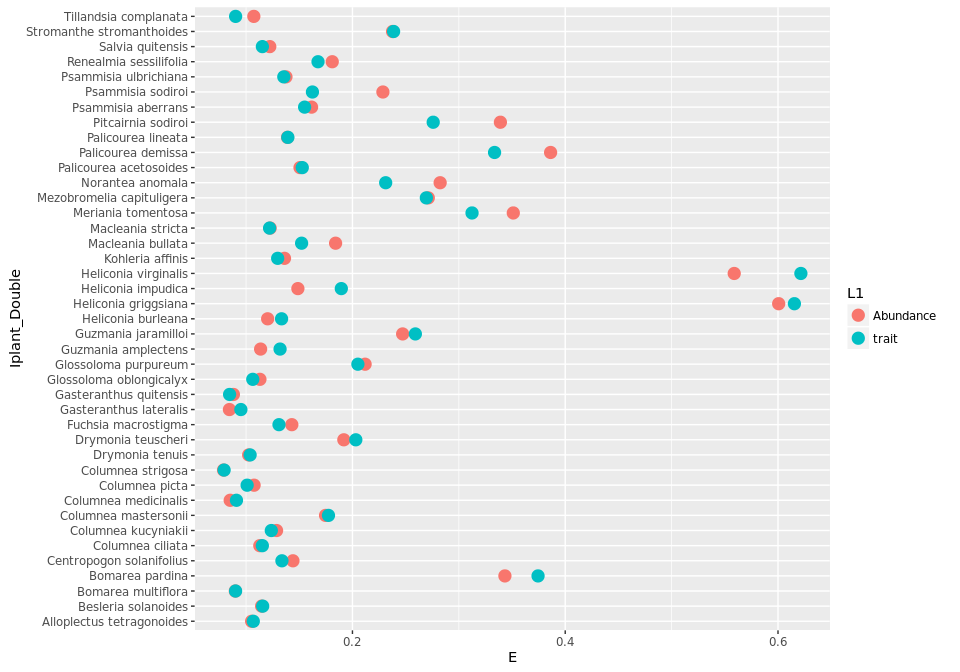 Tillandsia complanata
Stromanthe stromanthoides
Salvia quitensis
Renealmia sessilifolia
Psammisia ulbrichiana
Psammisia sodiroi
Psammisia aberrans
Pitcairnia sodiroi
Palicourea lineata
Palicourea demissa
Palicourea acetosoides
Norantea anomala
Mezobromelia capituligera
Meriania tomentosa
Macleania stricta
Macleania bullata
Kohleria affinis
Heliconia virginalis
Heliconia impudica
Heliconia griggsiana
Heliconia burleana
Guzmania jaramilloi
Guzmania amplectens
Glossoloma purpureum
Glossoloma oblongicalyx
Gasteranthus quitensis
Gasteranthus lateralis
Fuchsia macrostigma
Drymonia teuscheri
Drymonia tenuis
Columnea strigosa
Columnea picta
Columnea medicinalis
Columnea mastersonii
Columnea kucyniakii
Columnea ciliata
Centropogon solanifolius
Bomarea pardina
Bomarea multiflora
Besleria solanoides
Alloplectus tetragonoides
Iplant_Double
0.2 0.4 0.6
E
L1
Abundance
trait